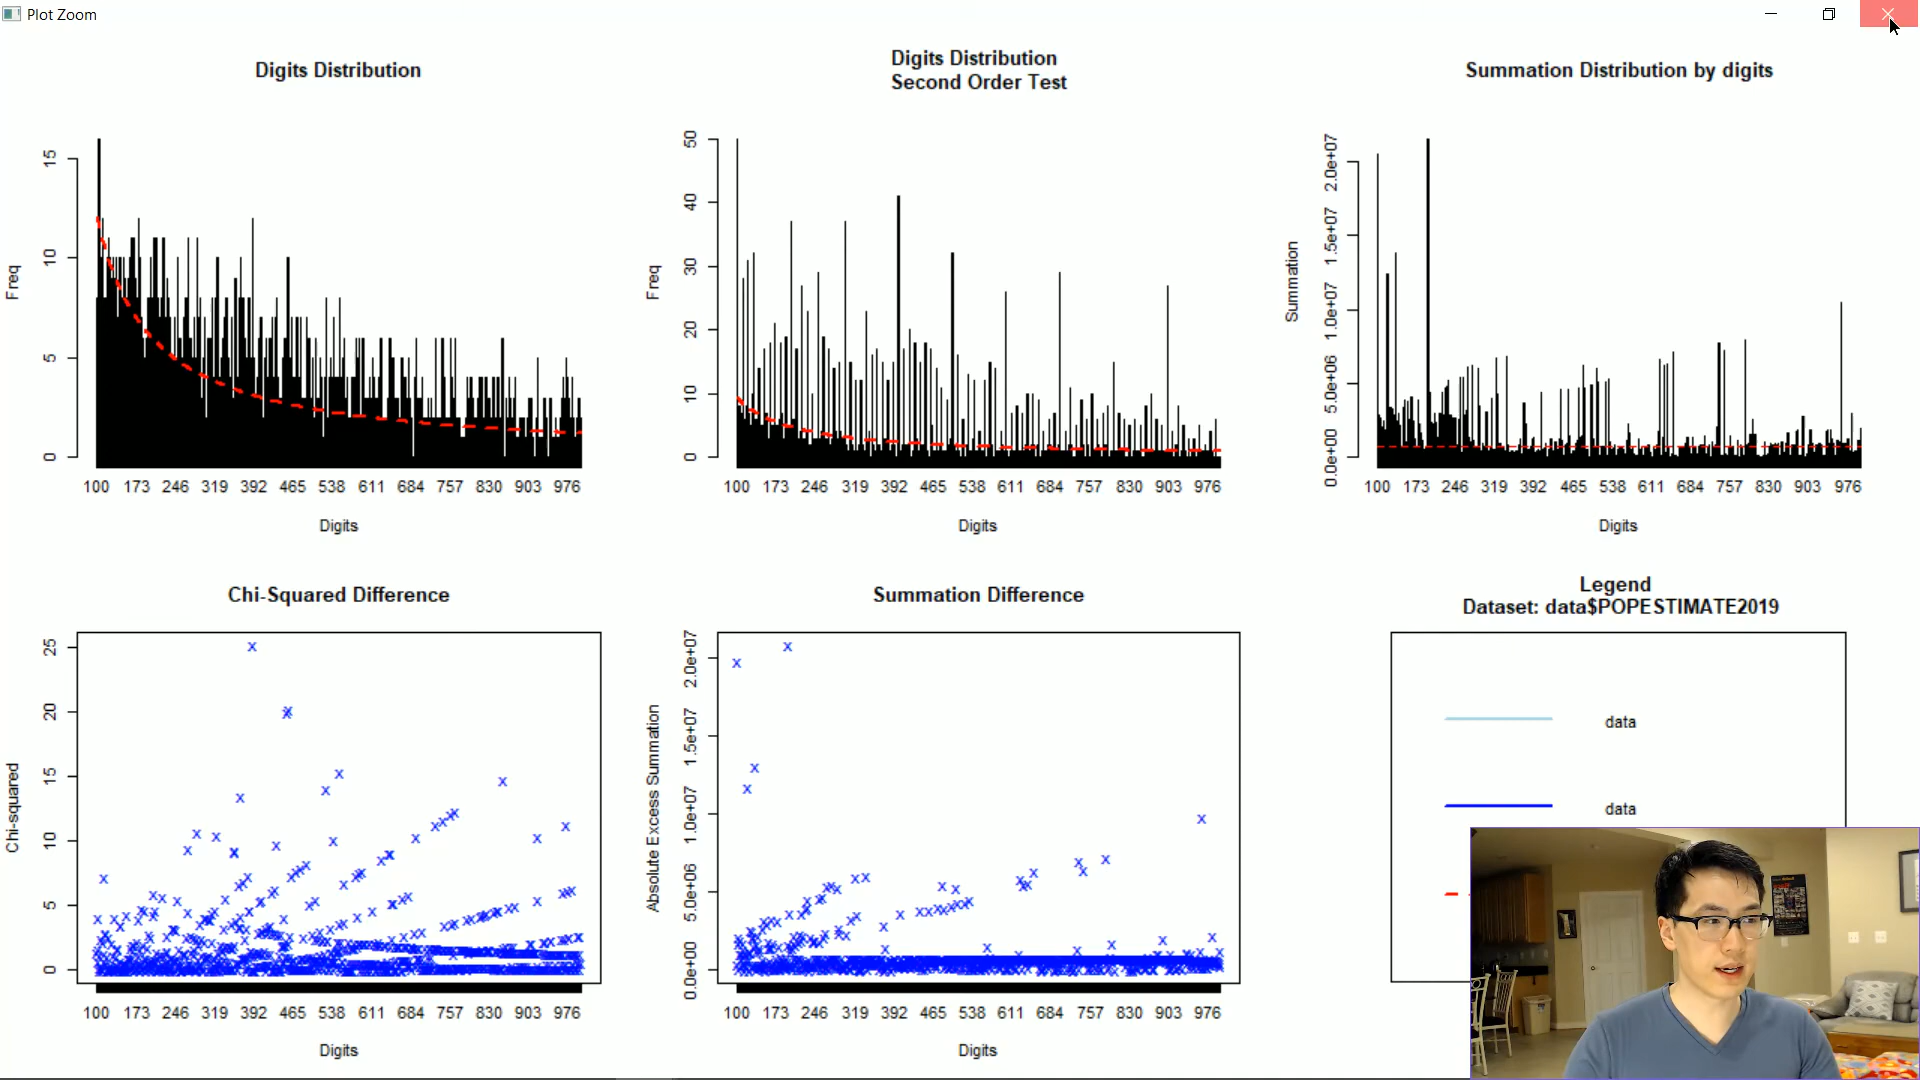 Plot Zoom
Digits Distribution
Digits Distribution
Second Order Test
Summation Distribution by digits
Freq
0 5 10 15
100 173 246 319 392 465 538 611 684 757 830 903 976
Digits
Freq
0 10 20 30 40 50
100 173 246 319 392 465 538 611 684 757 830 903 976
Digits
Summation
0.0e+00 5.0e+06 1.0e+07 1.5e+07 2.0e+07
100 173 246 319 392 465 538 611 684 757 830 903 976
Digits
Chi-Squared Difference
Summation Difference
Legend
Dataset: data$POPESTIMATE2019
Chi-squared
0 5 10 15 20 25
100 173 246 319 392 465 538 611 684 757 830 903 976
Digits
Absolute Excess Summation
0.0e+00 5.0e+06 1.0e+07 1.5e+07 2.0e+07
100 173 246 319 392 465 538 611 684 757 830 903 976
Digits
data
data